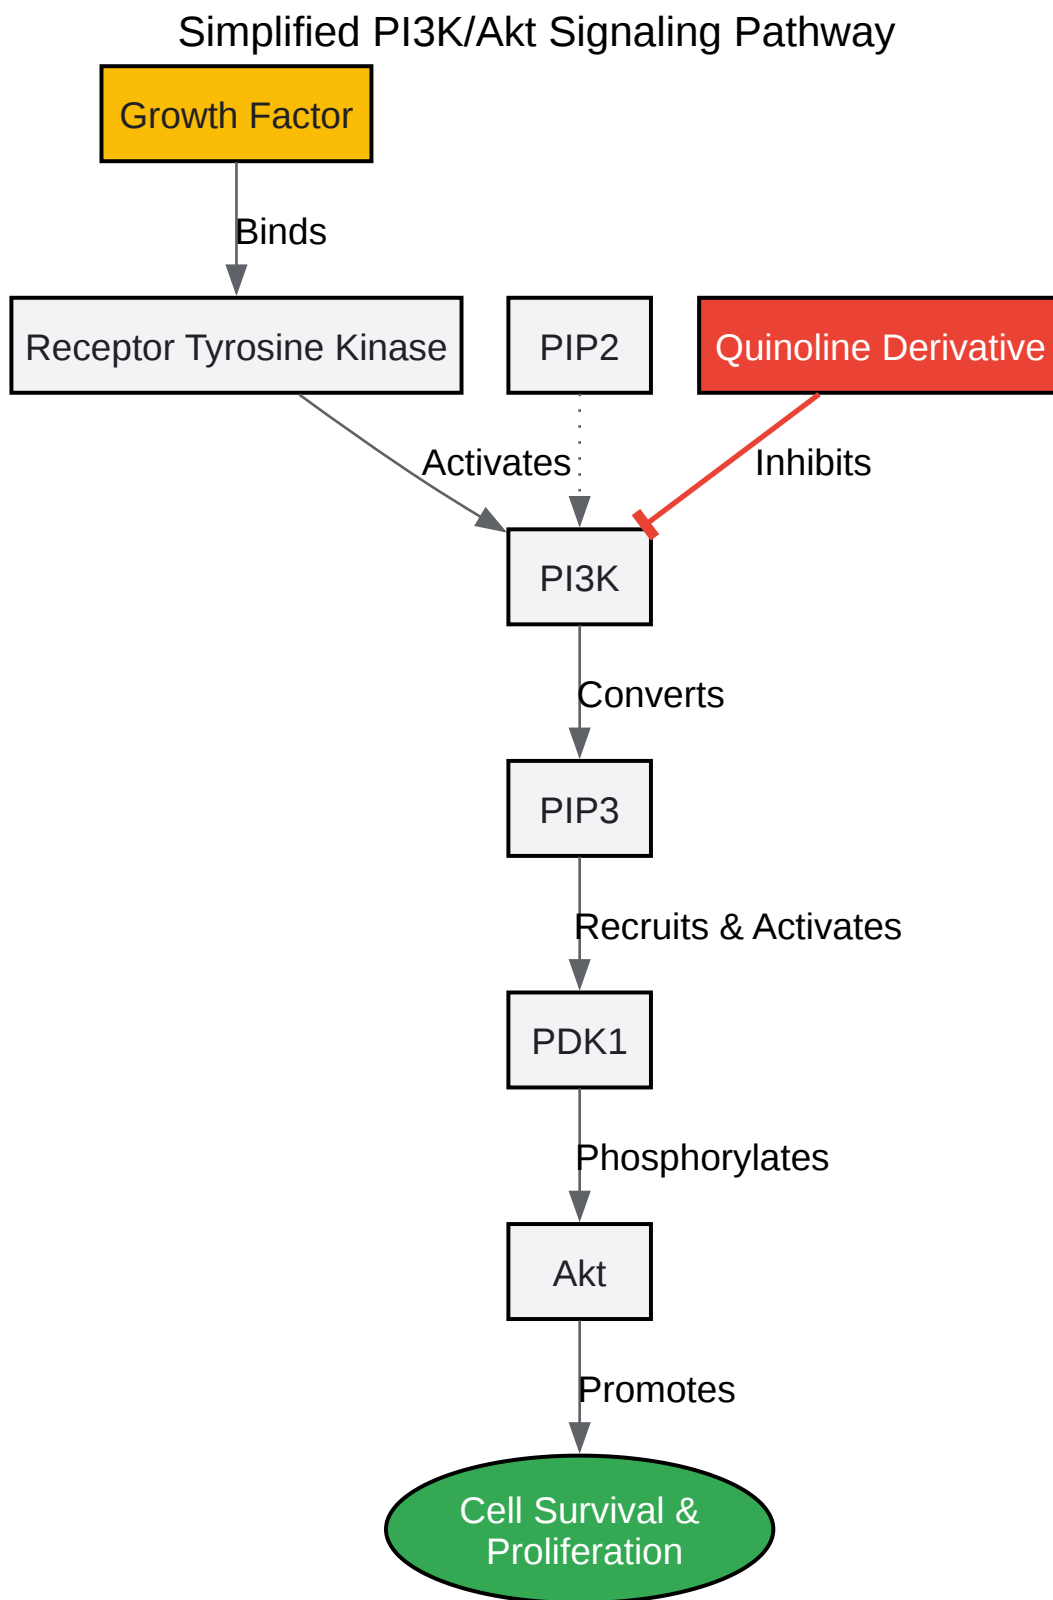 Simplified PI3K/Akt Signaling Pathway
Growth Factor
Binds
Receptor Tyrosine Kinase
PIP2
Quinoline Derivative
Activates
Inhibits
PI3K
Converts
PIP3
Recruits & Activates
PDK1
Phosphorylates
Akt
Promotes
Cell Survival &
Proliferation